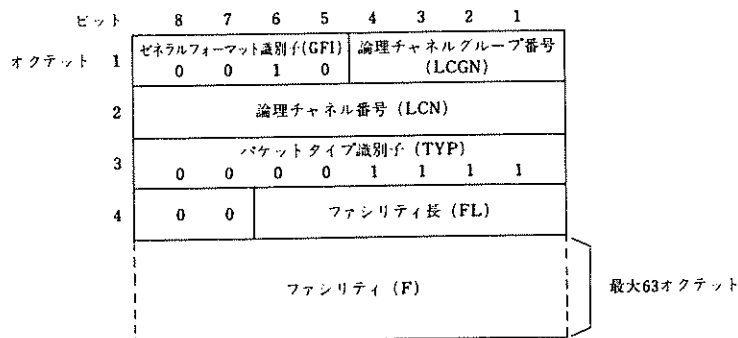 ビット 8 7 6 5 4 3 2 1
オクテット 1 ゼネラルフォーマット識別子(GFI) 論理チャネルグループ番号
0 0 1 0 (LCGN)
2 論理チャネル番号 (LCN)
パケットタイプ識別子 (TYP)
3 0 0 0 0 1 1 1 1
4 0 0 ファシリティ長 (FL)
ファシリティ (F) 最大63オクテット